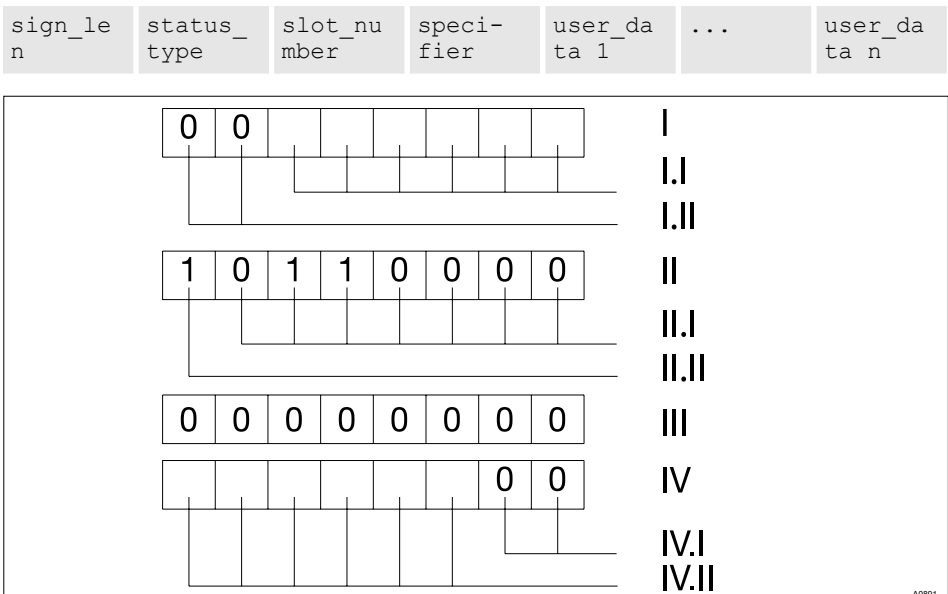 sign_le status_ slot_nu speci- user_da ... user_da
n type mber fier ta 1 ta n
0 0 I
I.I
I.II
1 0 1 1 0 0 0 0 II
II.I
II.II
0 0 0 0 0 0 0 0 III
0 0 IV
IV.I
IV.II